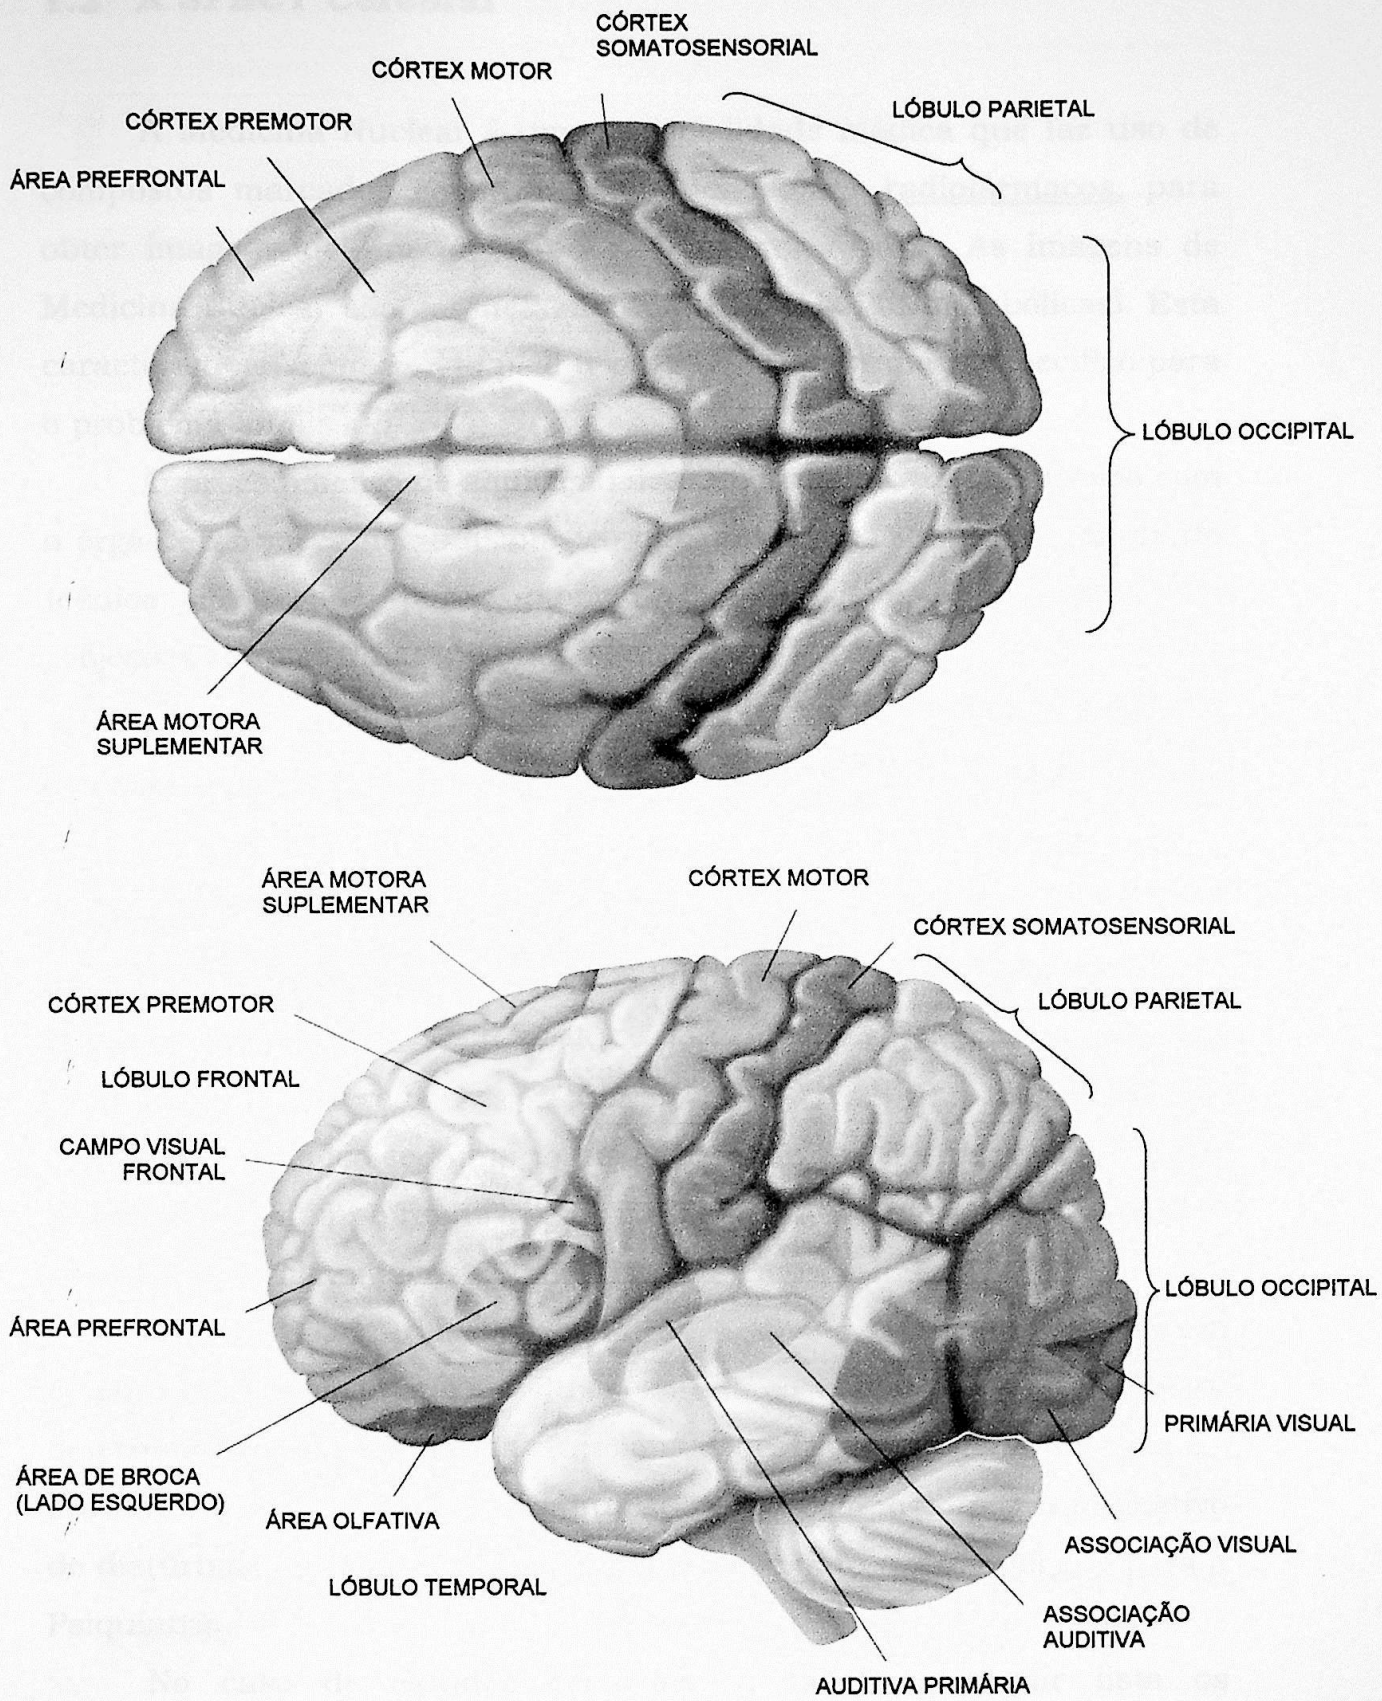 CÓRTEX
SOMATOSENSORIAL
CÓRTEX MOTOR
LÓBULO PARIETAL
CÓRTEX PREMOTOR
ÁREA PREFRONTAL
LÓBULO OCCIPITAL
ÁREA MOTORA
SUPLEMENTAR
ÁREA MOTORA
SUPLEMENTAR
CÓRTEX MOTOR
CÓRTEX SOMATOSENSORIAL
LÓBULO PARIETAL
CÓRTEX PREMOTOR
LÓBULO FRONTAL
CAMPO VISUAL
FRONTAL
LÓBULO OCCIPITAL
ÁREA PREFRONTAL
PRIMÁRIA VISUAL
ÁREA DE BROCA
(LADO ESQUERDO)
ÁREA OLFATIVA
ASSOCIAÇÃO VISUAL
LÓBULO TEMPORAL
ASSOCIAÇÃO
AUDITIVA
AUDITIVA PRIMÁRIA